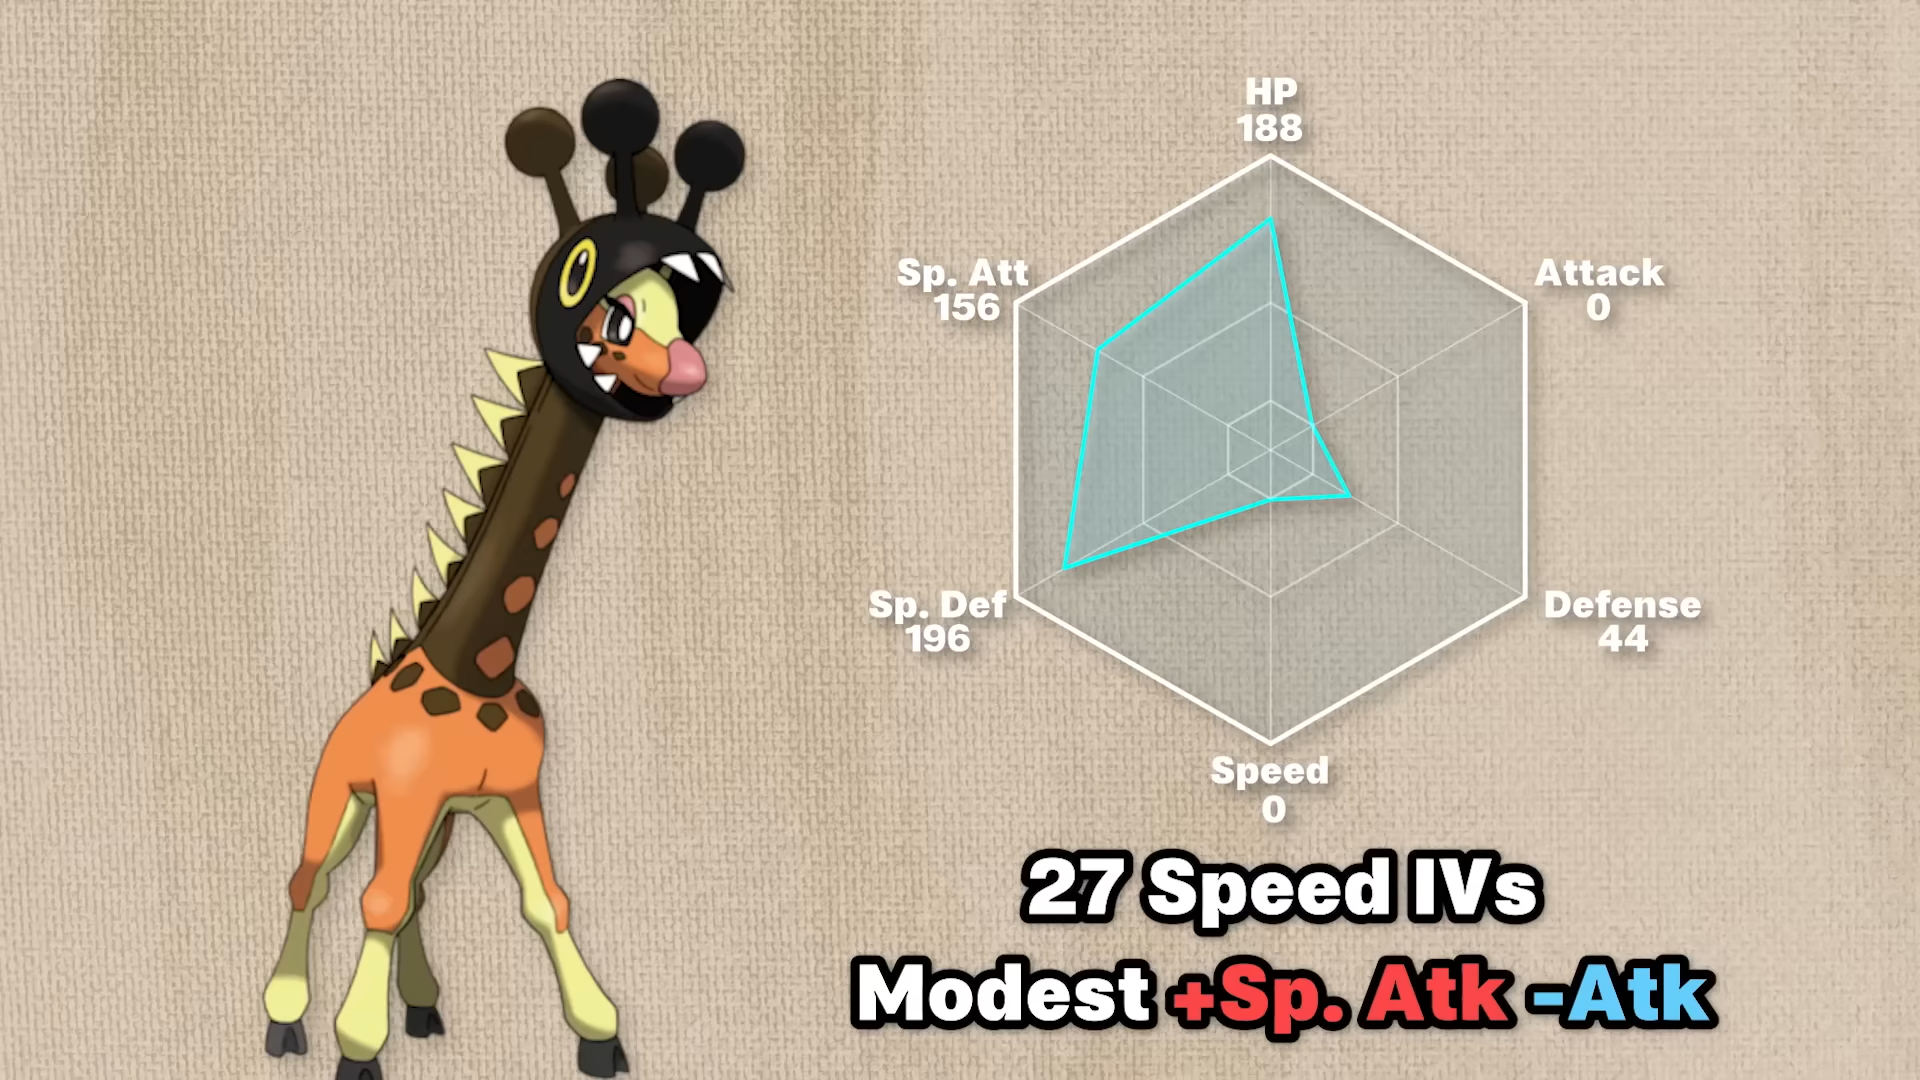 HP
188
Sp. Att
156
Attack
0
Sp. Def
196
Defense
44
Speed
0
27 Speed IVs
Modest +Sp. Atk -Atk